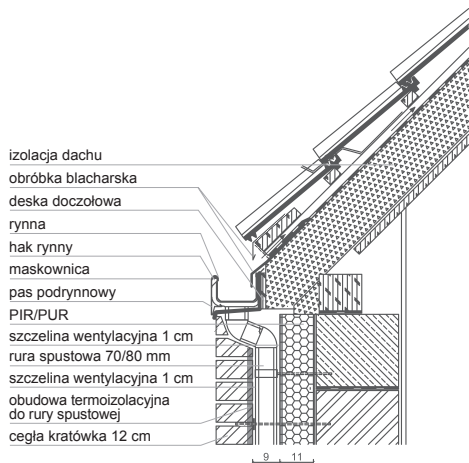 izolacja dachu
obróbka blacharska
deska doczołowa
rynna
hak rynny
maskownica
pas podrynnowy
PIR/PUR
szczelina wentylacyjna 1 cm
rura spustowa 70/80 mm
szczelina wentylacyjna 1 cm
obudowa termoizolacyjna
do rury spustowej
cegła kratówka 12 cm
9 11